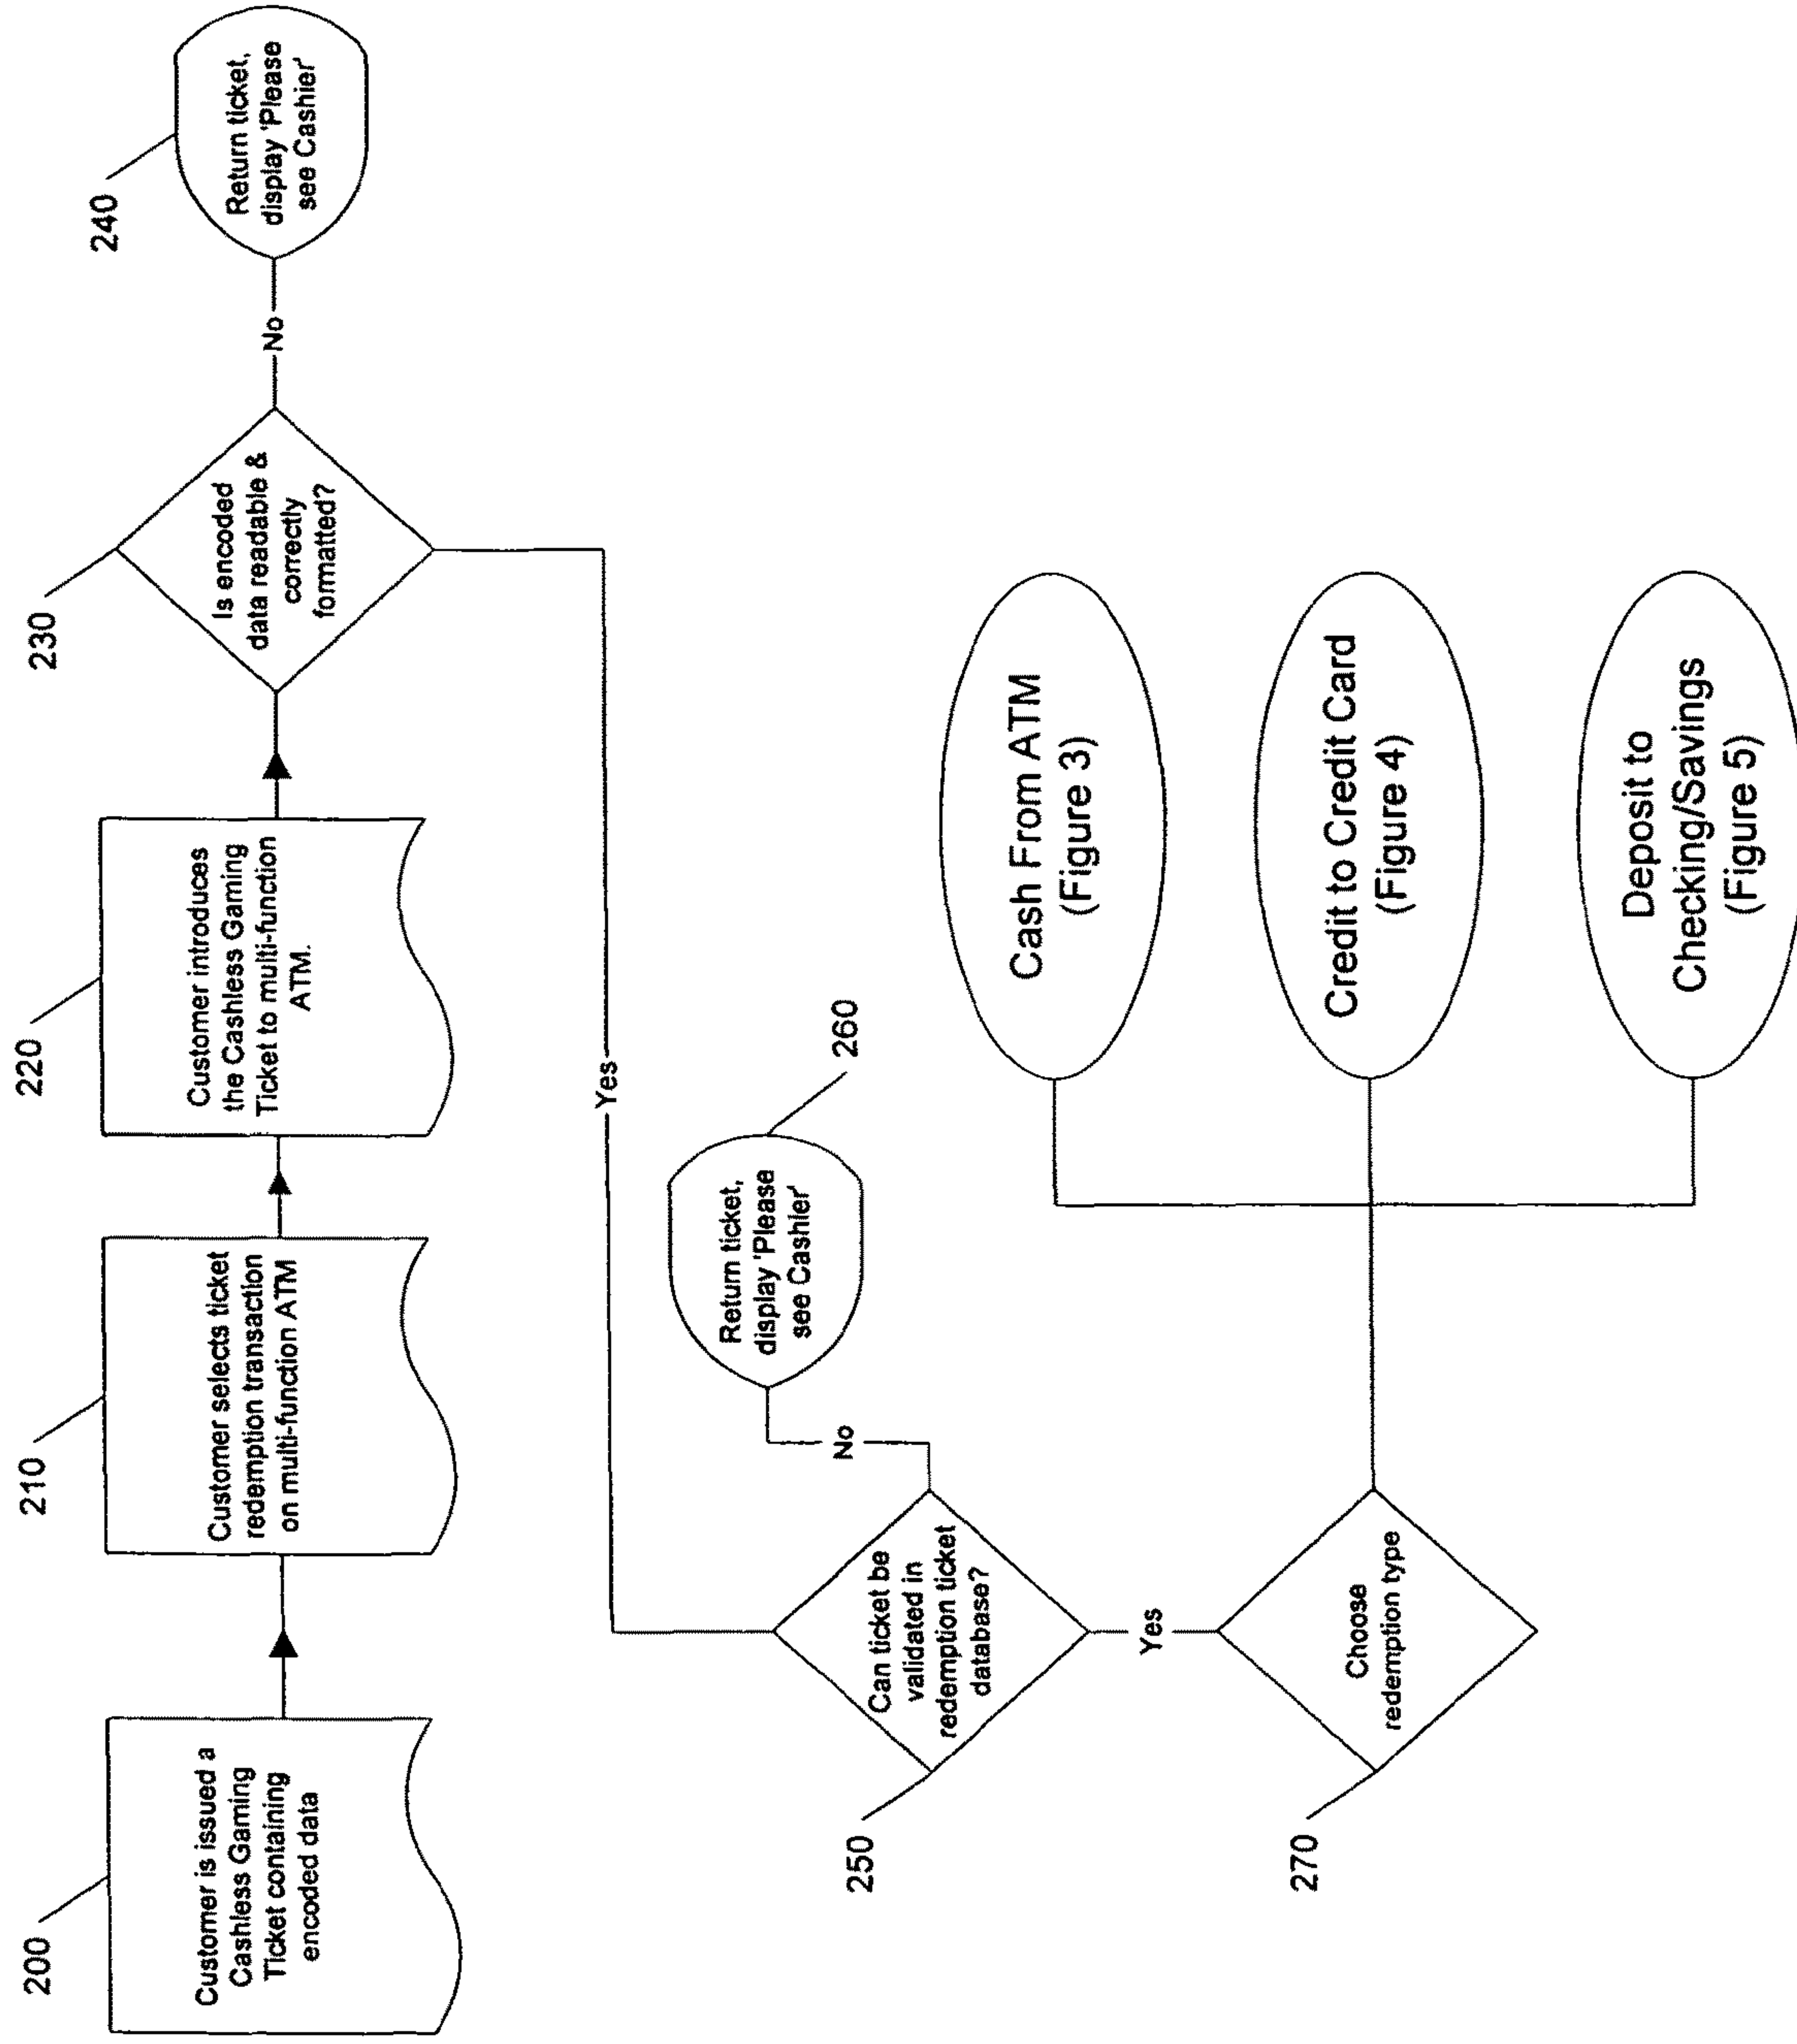 200
Customer is issued a
Cashless Gaming
Ticket containing
encoded data
210
Customer selects ticket
redemption transaction
on multi-function ATM
220
Customer introduces
the Cashless Gaming
Ticket to multi-function
ATM.
230
Is encoded
data readable &
correctly
formatted?
No
240
Return ticket,
display 'Please
see Cashier'
Yes
250
Can ticket be
validated in
redemption ticket
database?
No
260
Return ticket,
display 'Please
see Cashier'
Yes
270
Choose
redemption type
Cash From ATM
(Figure 3)
Credit to Credit Card
(Figure 4)
Deposit to
Checking/Savings
(Figure 5)